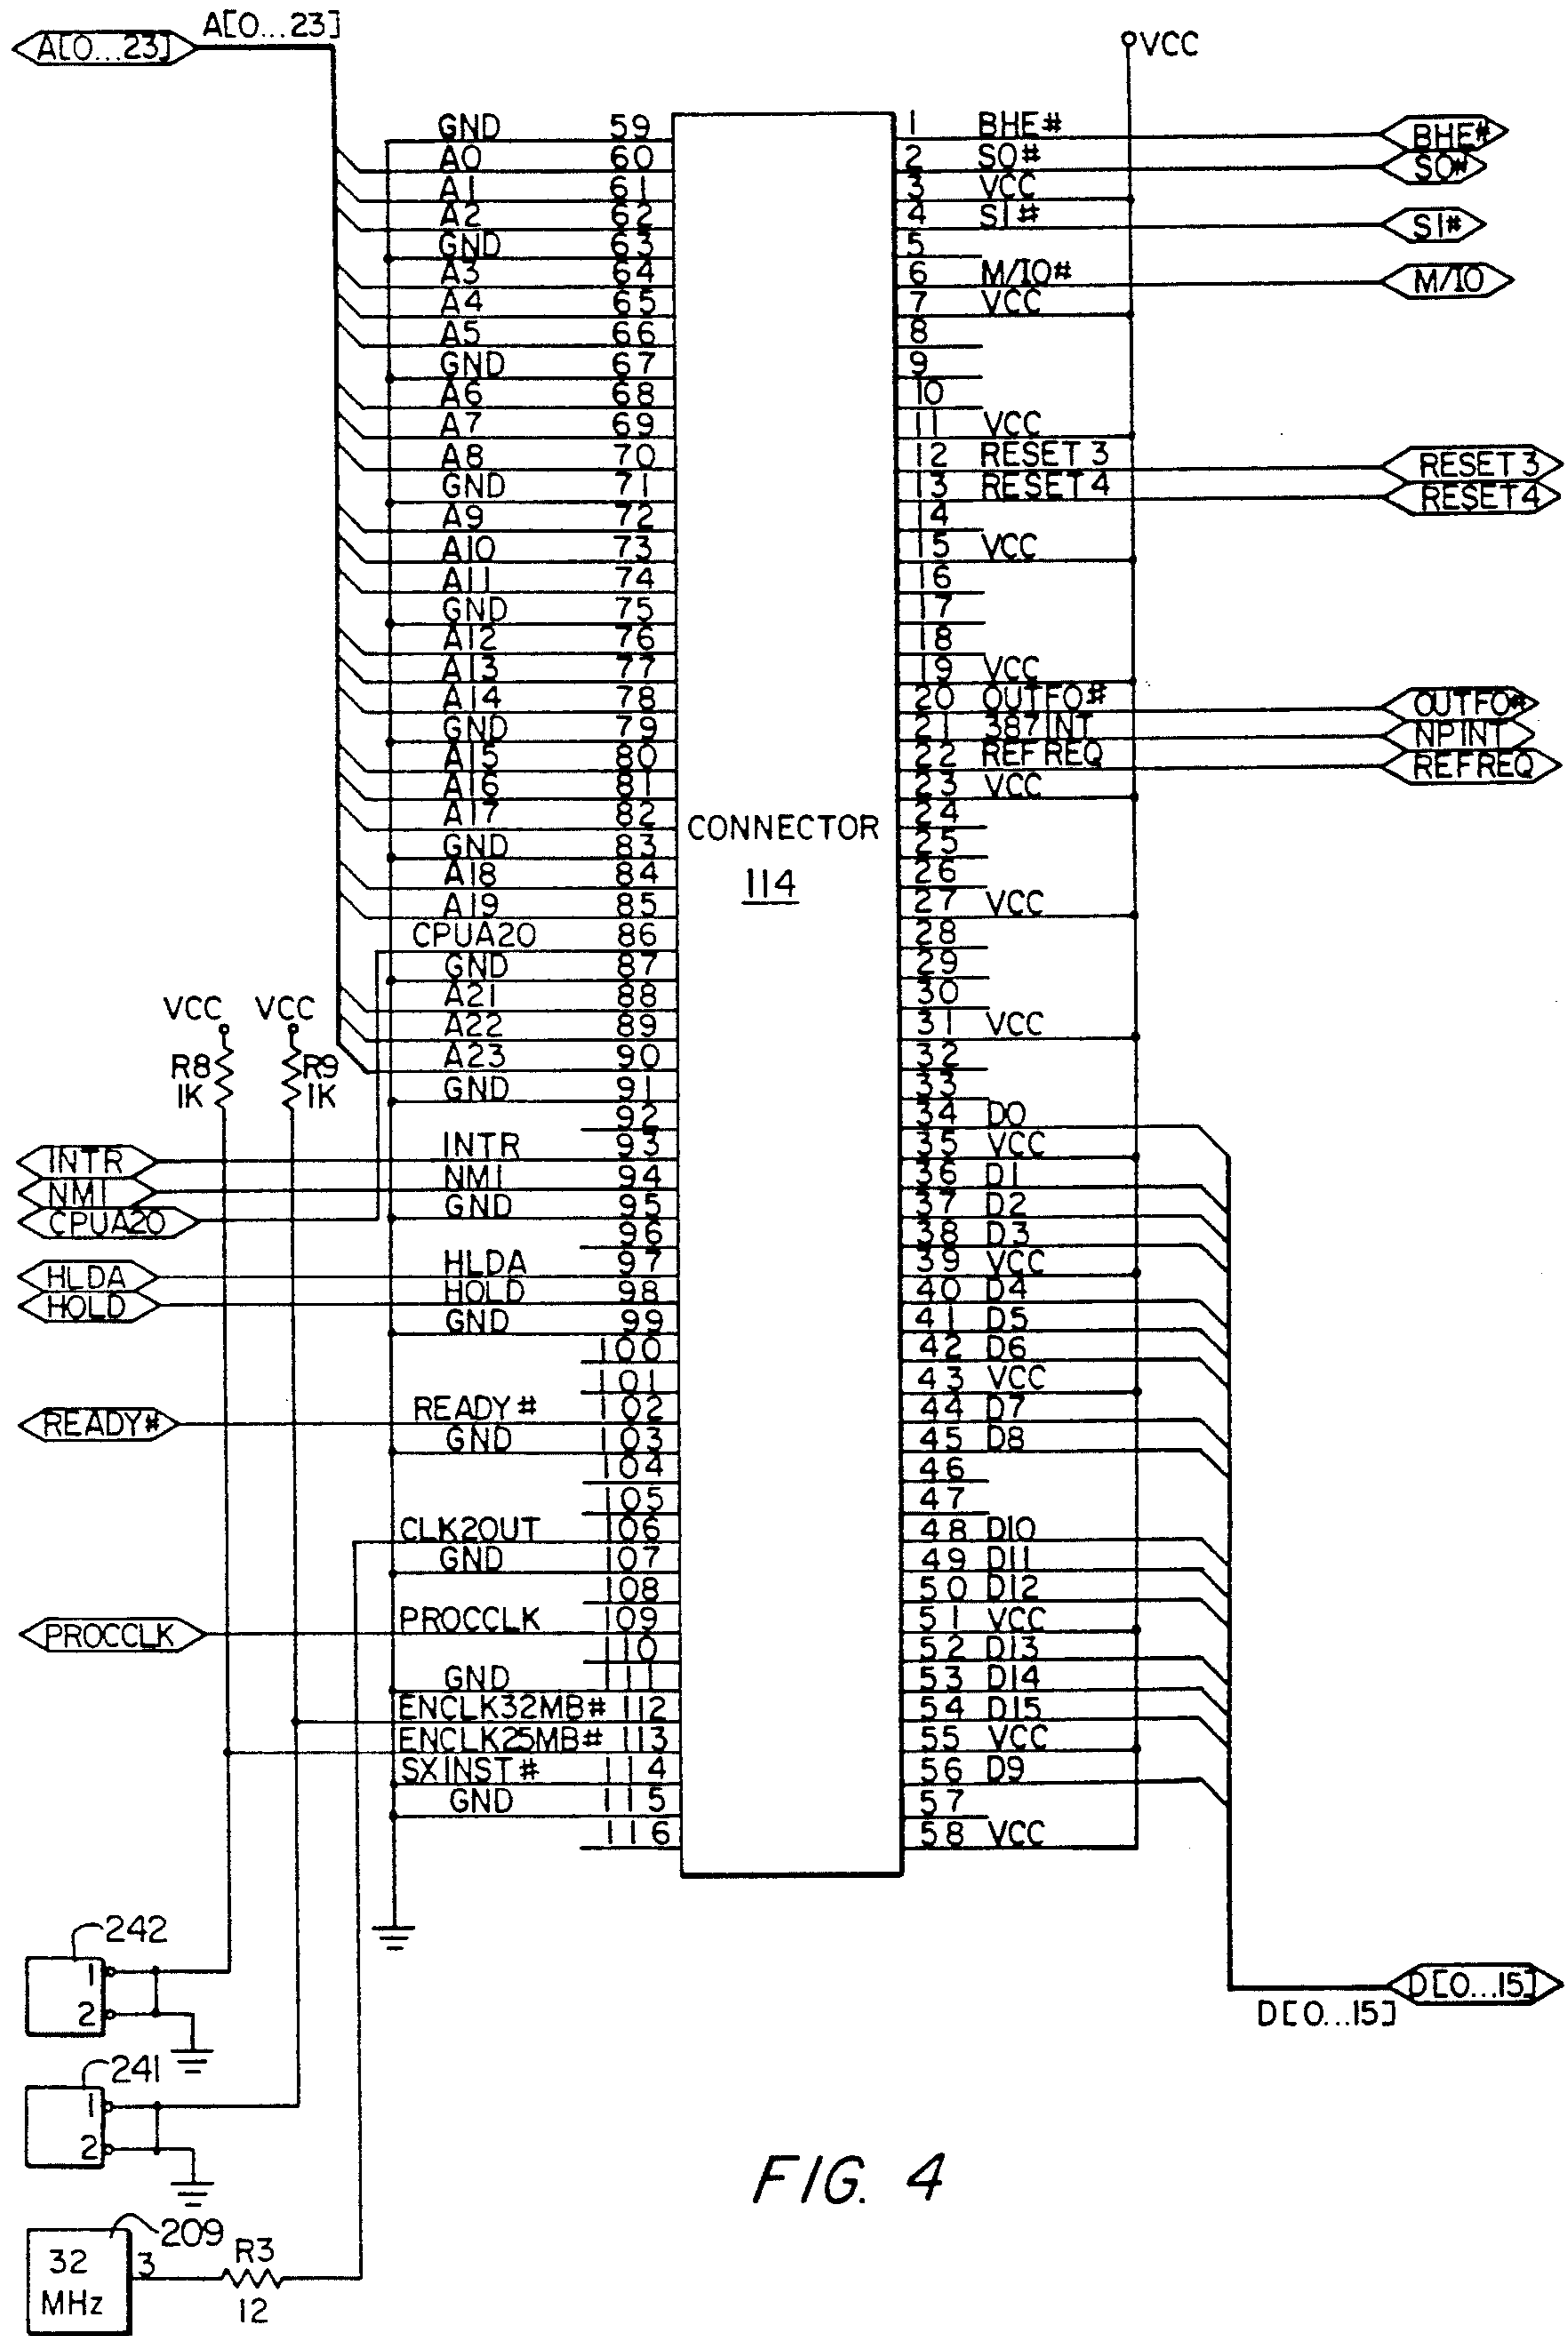 A[0...23]
A[0...23]
VCC
GND 59
A0 60
A1 61
A2 62
GND 63
A3 64
A4 65
A5 66
GND 67
A6 68
A7 69
A8 70
GND 71
A9 72
A10 73
A11 74
GND 75
A12 76
A13 77
A14 78
GND 79
A15 80
A16 81
A17 82
GND 83
A18 84
A19 85
CPUA20 86
GND 87
A21 88
A22 89
A23 90
GND 91
92
INTR 93
NMI 94
GND 95
96
HLDA 97
HOLD 98
GND 99
100
101
READY# 102
GND 103
104
105
CLK2OUT 106
GND 107
108
PROCCLK 109
110
GND 111
ENCLK32MB# 112
ENCLK25MB# 113
SXINST# 114
GND 115
116
CONNECTOR
114
1 BHE#
2 S0#
3 VCC
4 S1#
5
6 M/IO#
7 VCC
8
9
10
11 VCC
12 RESET3
13 RESET4
14
15 VCC
16
17
18
19 VCC
20 OUTF0#
21 387INT
22 REFREQ
23 VCC
24
25
26
27 VCC
28
29
30
31 VCC
32
33
34 D0
35 VCC
36 D1
37 D2
38 D3
39 VCC
40 D4
41 D5
42 D6
43 VCC
44 D7
45 D8
46
47
48 D10
49 D11
50 D12
51 VCC
52 D13
53 D14
54 D15
55 VCC
56 D9
57
58 VCC
BHE#
S0#
S1#
M/IO
RESET3
RESET4
OUTF0#
NPINT
REFREQ
D[0...15]
D[0...15]
VCC VCC
R8 R9
1K 1K
INTR
NMI
CPUA20
HLDA
HOLD
READY#
PROCCLK
242
1
2
241
1
2
209
32
MHz
3
R3
12
FIG. 4